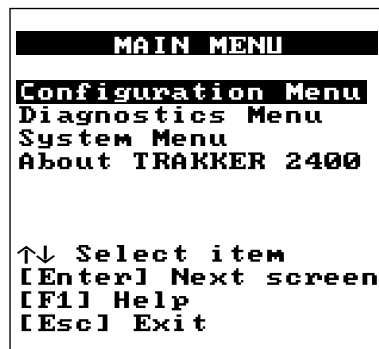 MAIN MENU
Configuration Menu
Diagnostics Menu
System Menu
About TRAKKER 2400
↑↓ Select item
[Enter] Next screen
[F1] Help
[Esc] Exit